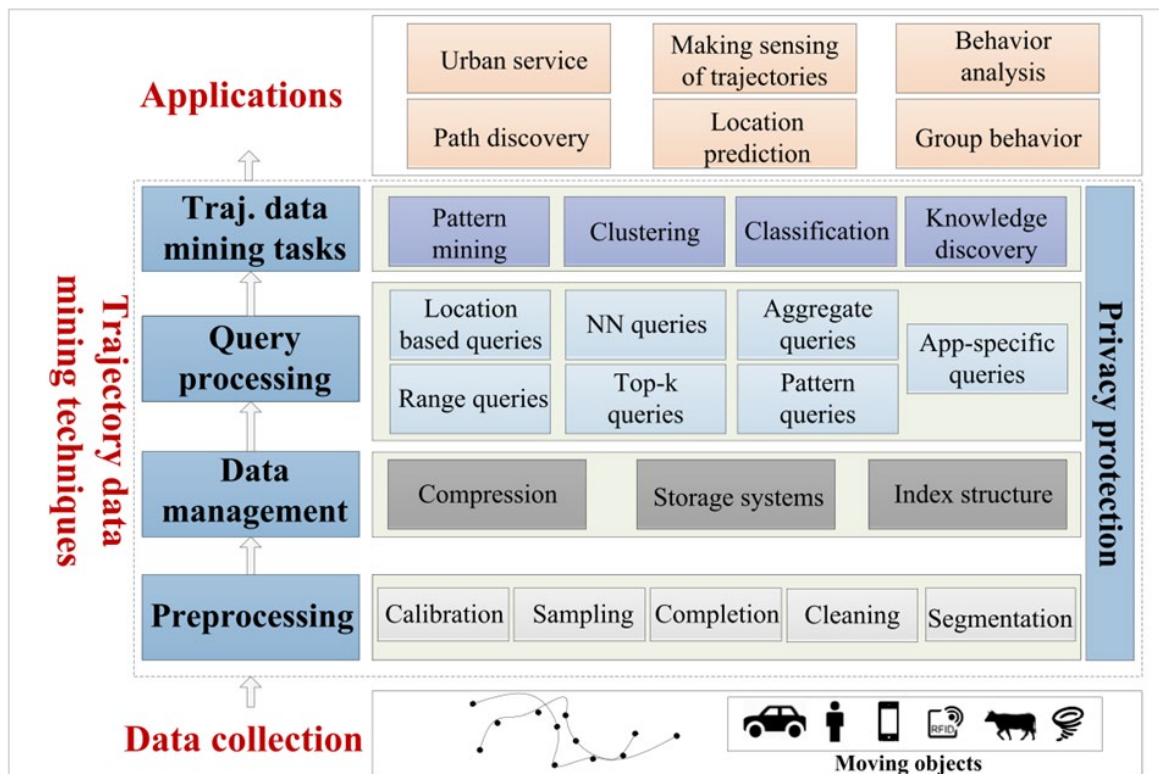 Applications
Urban service
Making sensing
of trajectories
Behavior
analysis
Path discovery
Location
prediction
Group behavior
Trajectory data
mining techniques
Traj. data
mining tasks
Pattern
mining
Clustering
Classification
Knowledge
discovery
Query
processing
Location
based queries
NN queries
Aggregate
queries
App-specific
queries
Range queries
Top-k
queries
Pattern
queries
Data
management
Compression
Storage systems
Index structure
Preprocessing
Calibration
Sampling
Completion
Cleaning
Segmentation
Privacy protection
Data collection
RFID
Moving objects